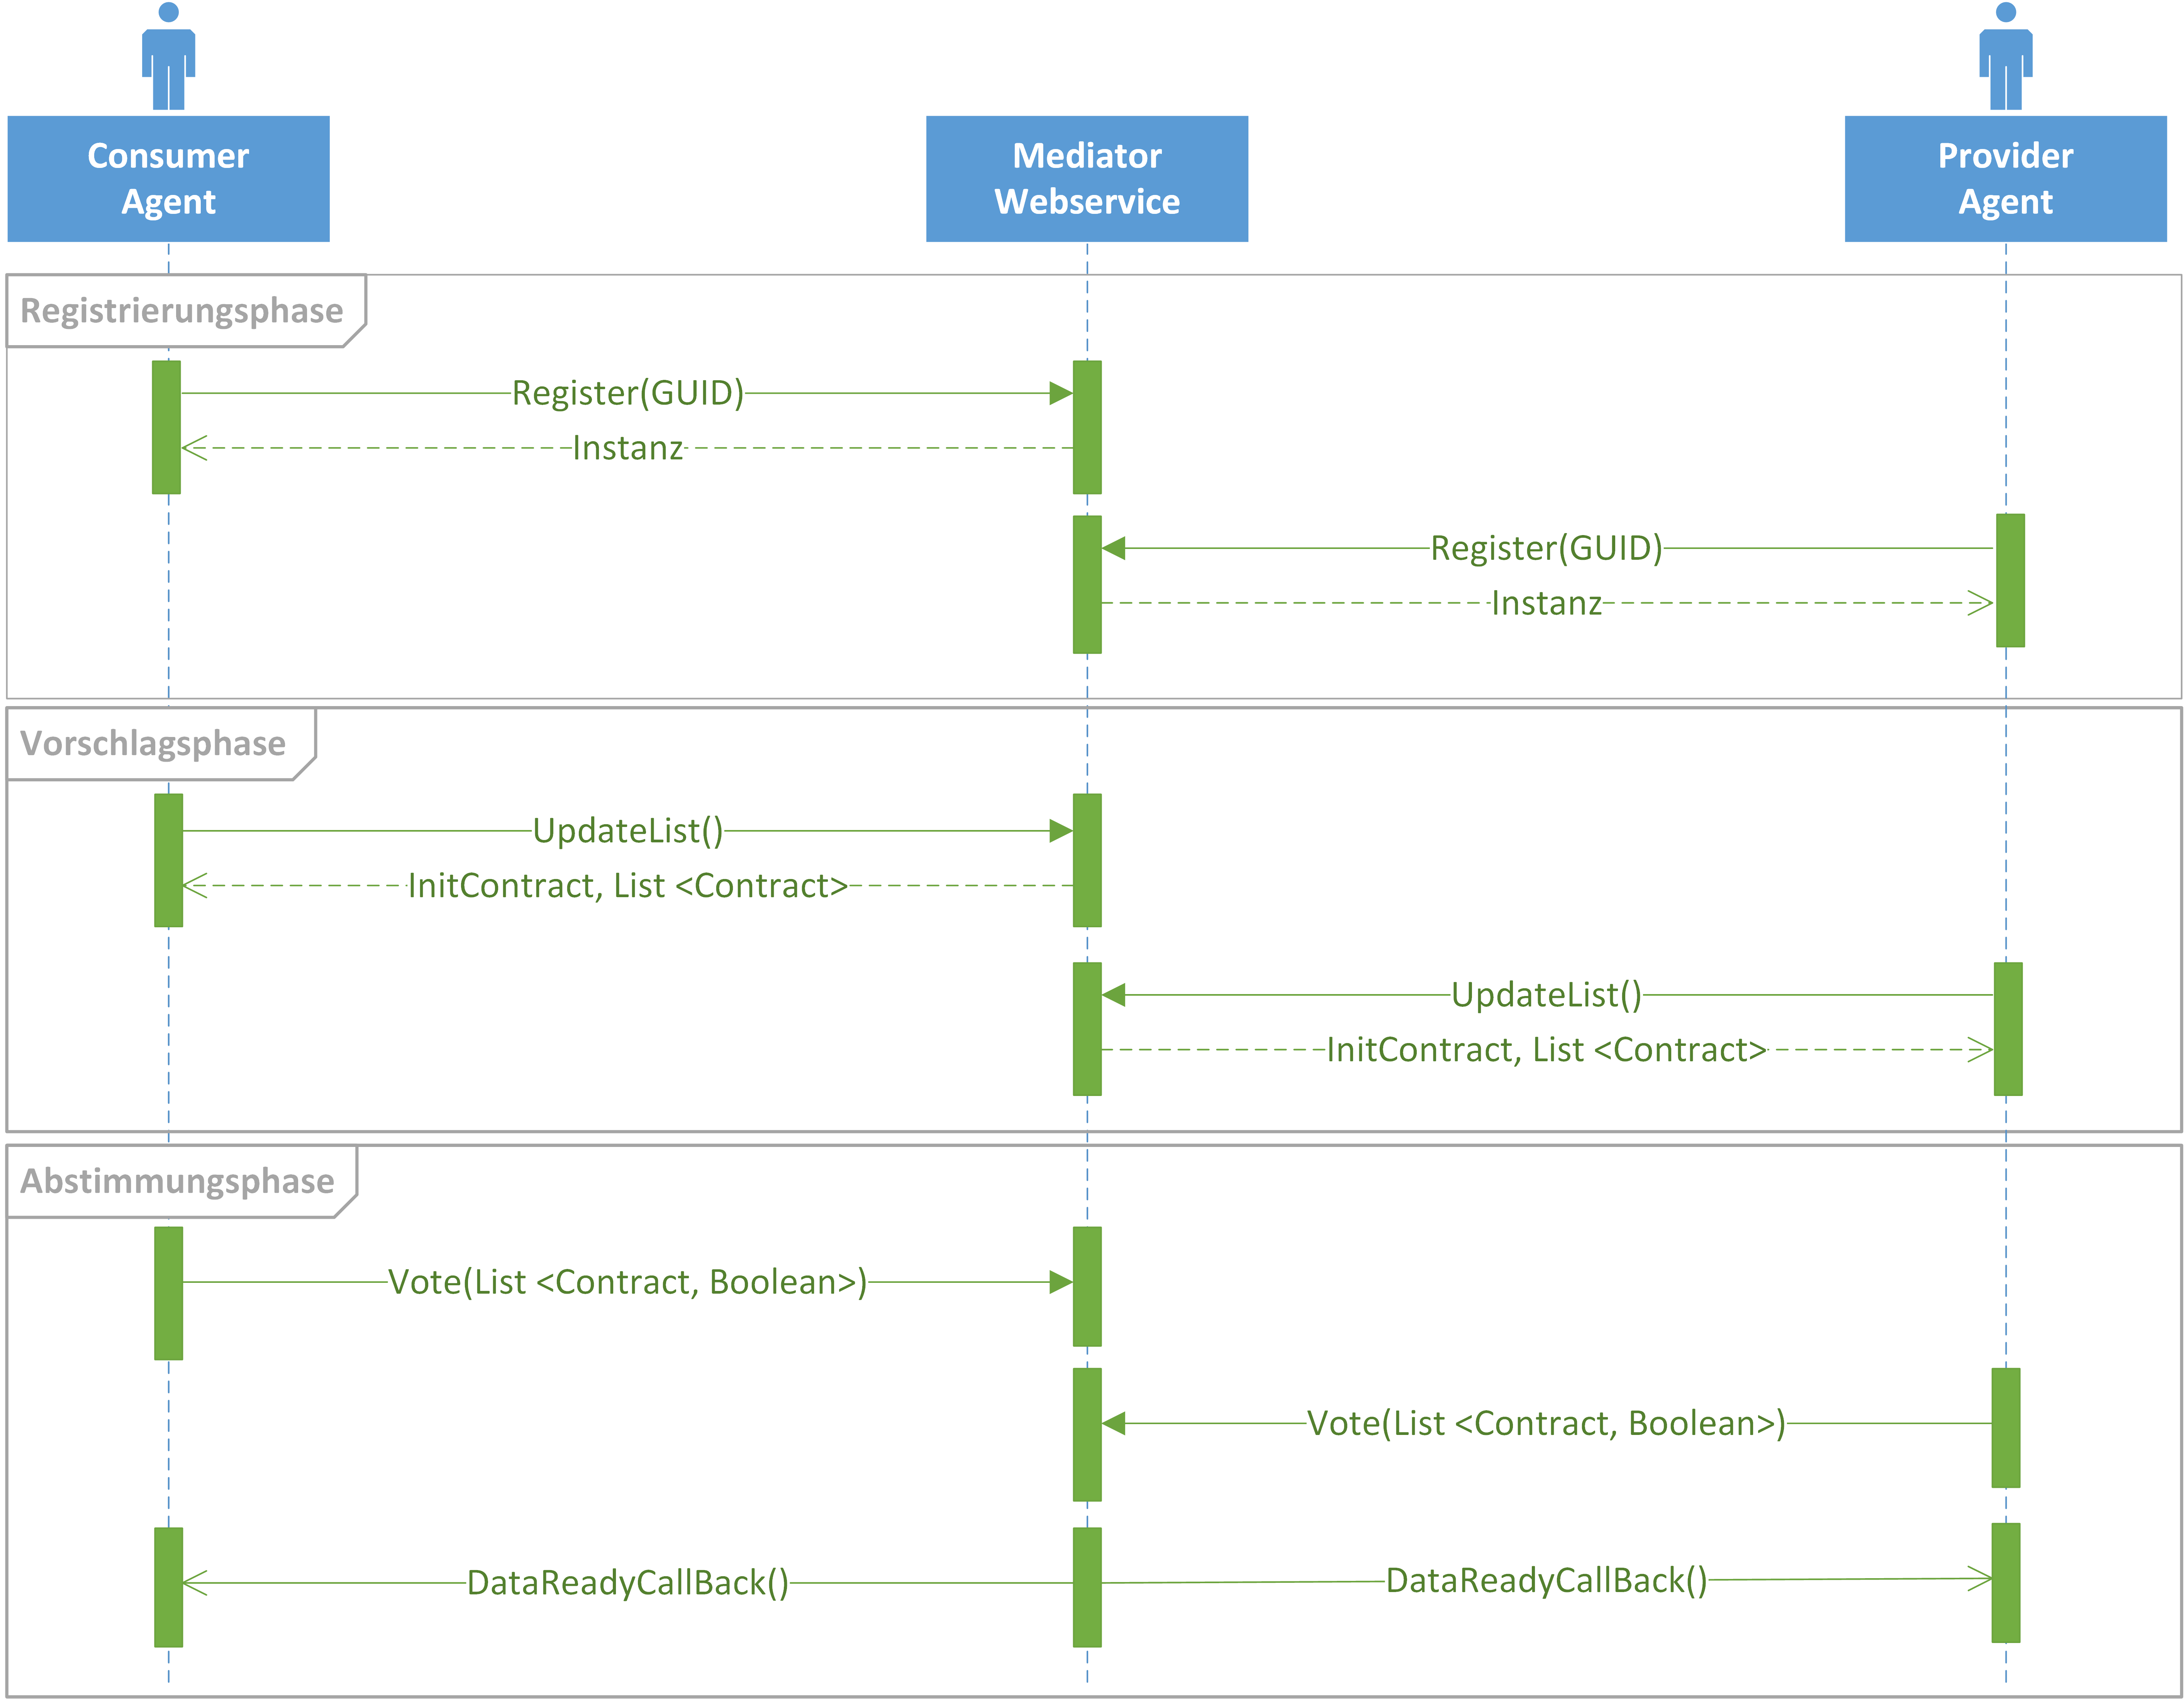 Consumer
Agent
Mediator
Webservice
Provider
Agent
Registrierungsphase
Register(GUID)
Instanz
Register(GUID)
Instanz
Vorschlagsphase
UpdateList()
InitContract, List <Contract>
UpdateList()
InitContract, List <Contract>
Abstimmungsphase
Vote(List <Contract, Boolean>)
Vote(List <Contract, Boolean>)
DataReadyCallBack()
DataReadyCallBack()